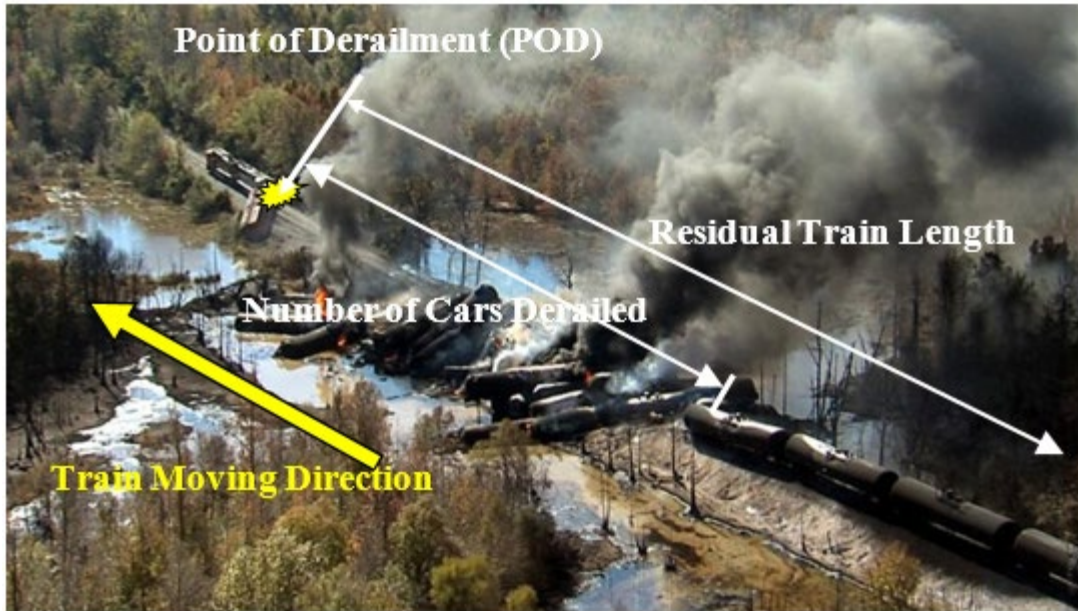 Point of Derailment (POD)
Residual Train Length
Number of Cars Derailed
Train Moving Direction